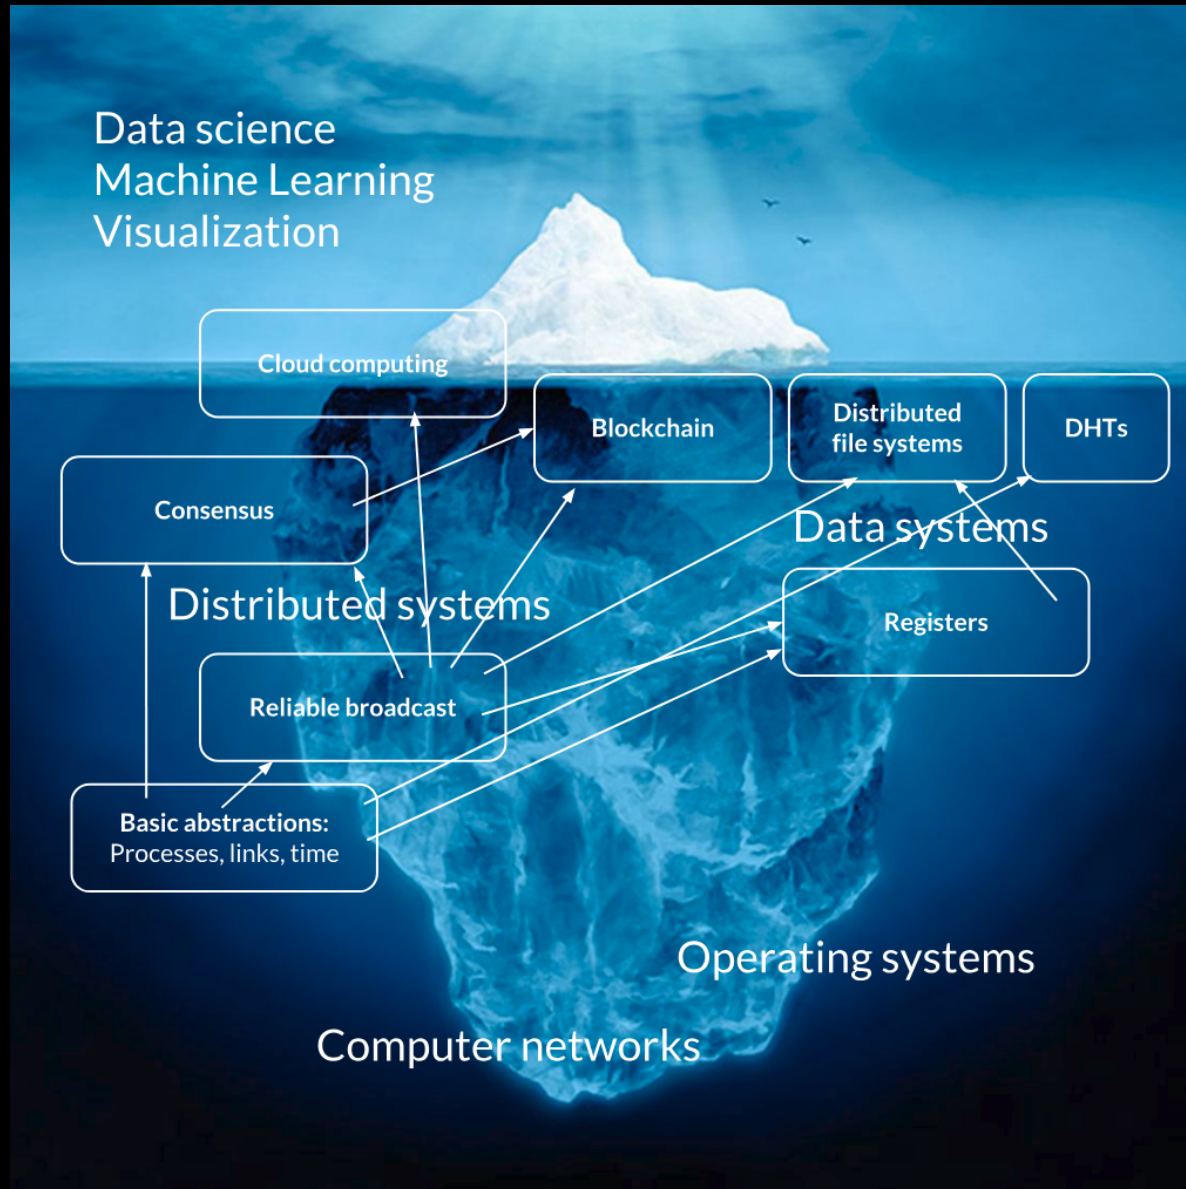 Data science
Machine Learning
Visualization
Cloud computing
Blockchain
Distributed
file systems
DHTs
Consensus
Data systems
Distributed systems
Registers
Reliable broadcast
Basic abstractions:
Processes, links, time
Operating systems
Computer networks